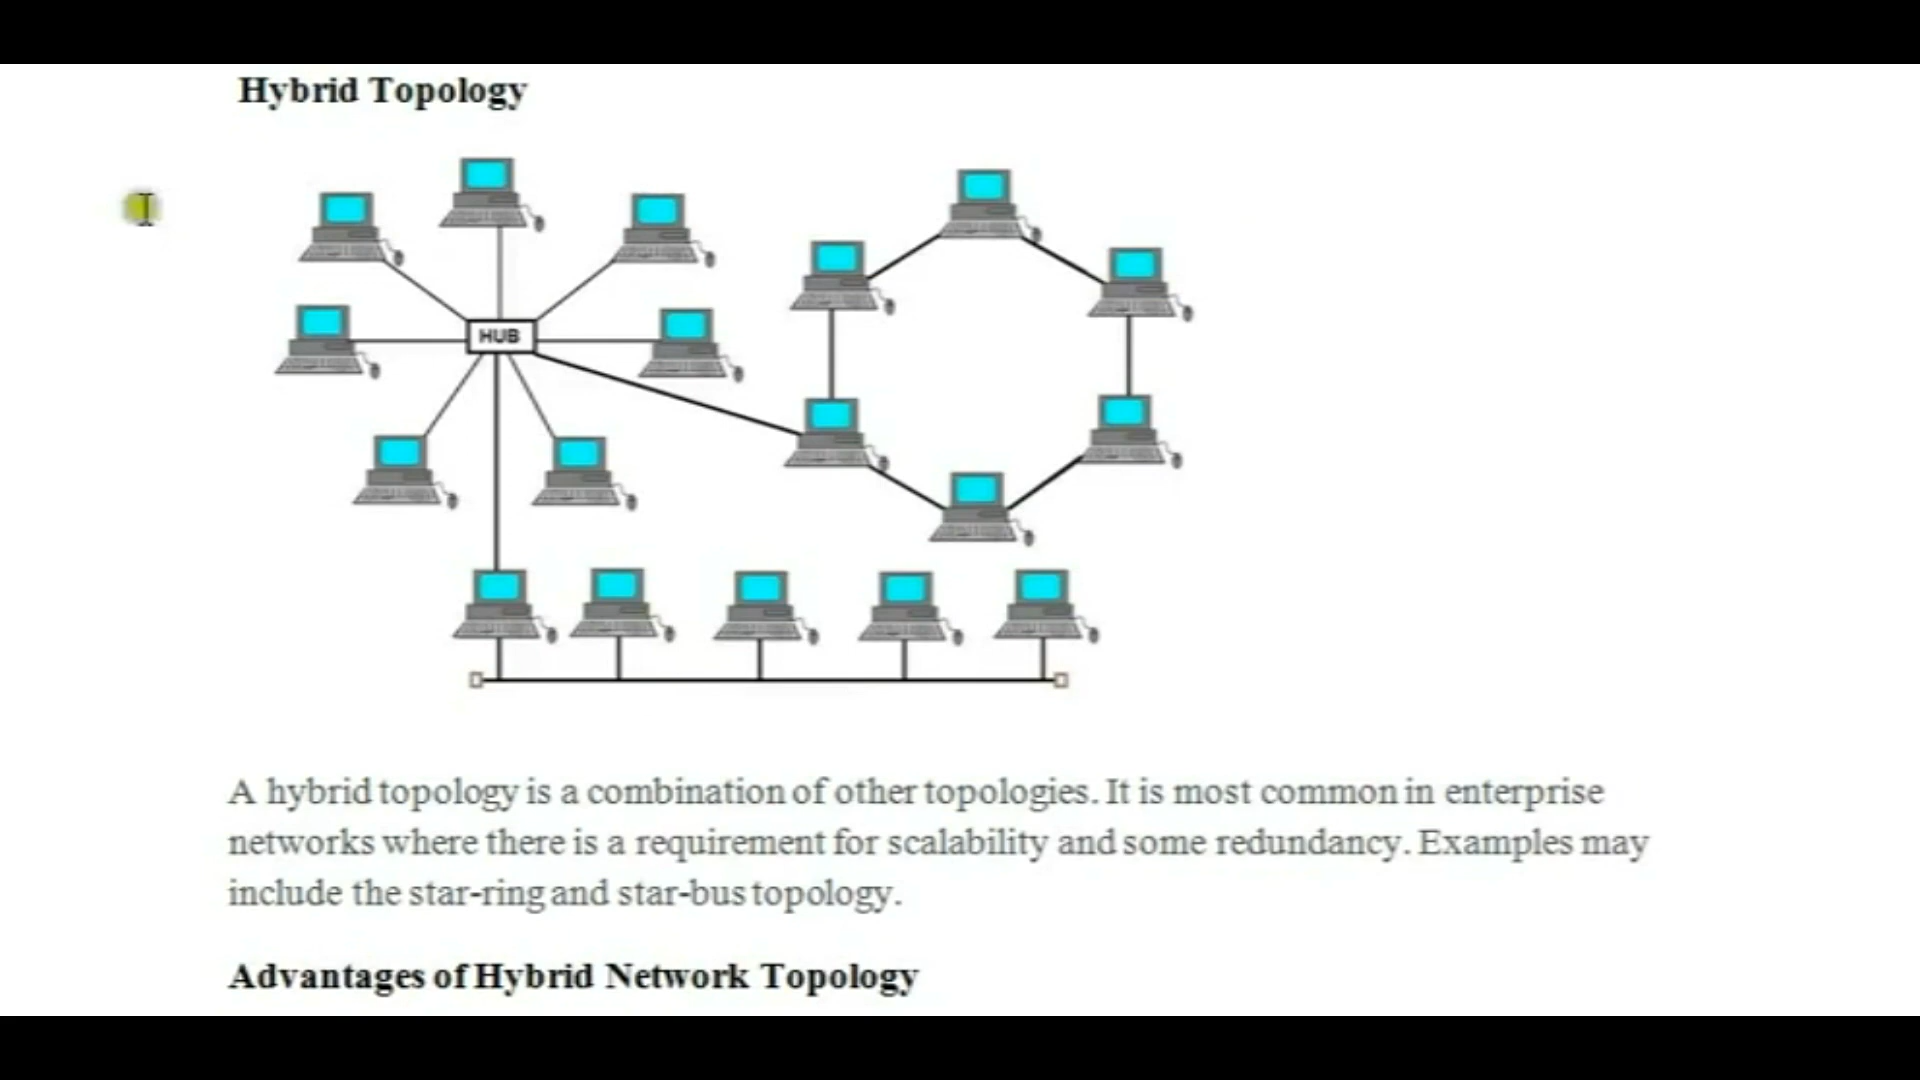 Hybrid Topology
HUB
A hybrid topology is a combination of other topologies. It is most common in enterprise
networks where there is a requirement for scalability and some redundancy. Examples may
include the star-ring and star-bus topology.
Advantages of Hybrid Network Topology